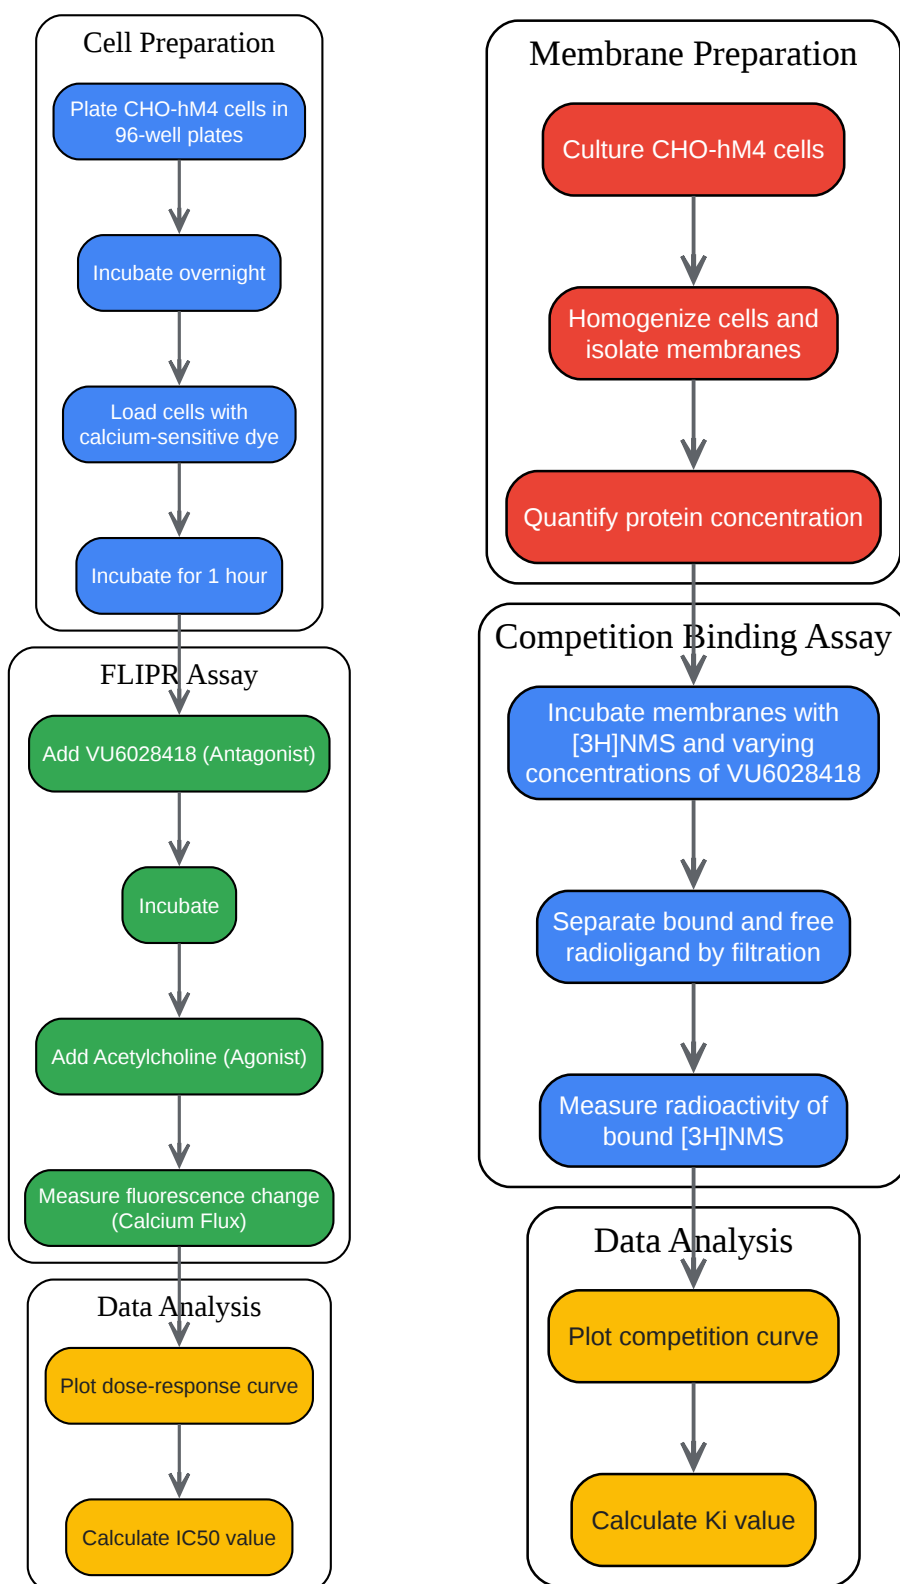 Cell Preparation
Plate CHO-hM4 cells in
96-well plates
Incubate overnight
Load cells with
calcium-sensitive dye
Incubate for 1 hour
FLIPR Assay
Add VU6028418 (Antagonist)
Incubate
Add Acetylcholine (Agonist)
Measure fluorescence change
(Calcium Flux)
Data Analysis
Plot dose-response curve
Calculate IC50 value
Membrane Preparation
Culture CHO-hM4 cells
Homogenize cells and
isolate membranes
Quantify protein concentration
Competition Binding Assay
Incubate membranes with
[3H]NMS and varying
concentrations of VU6028418
Separate bound and free
radioligand by filtration
Measure radioactivity of
bound [3H]NMS
Data Analysis
Plot competition curve
Calculate Ki value